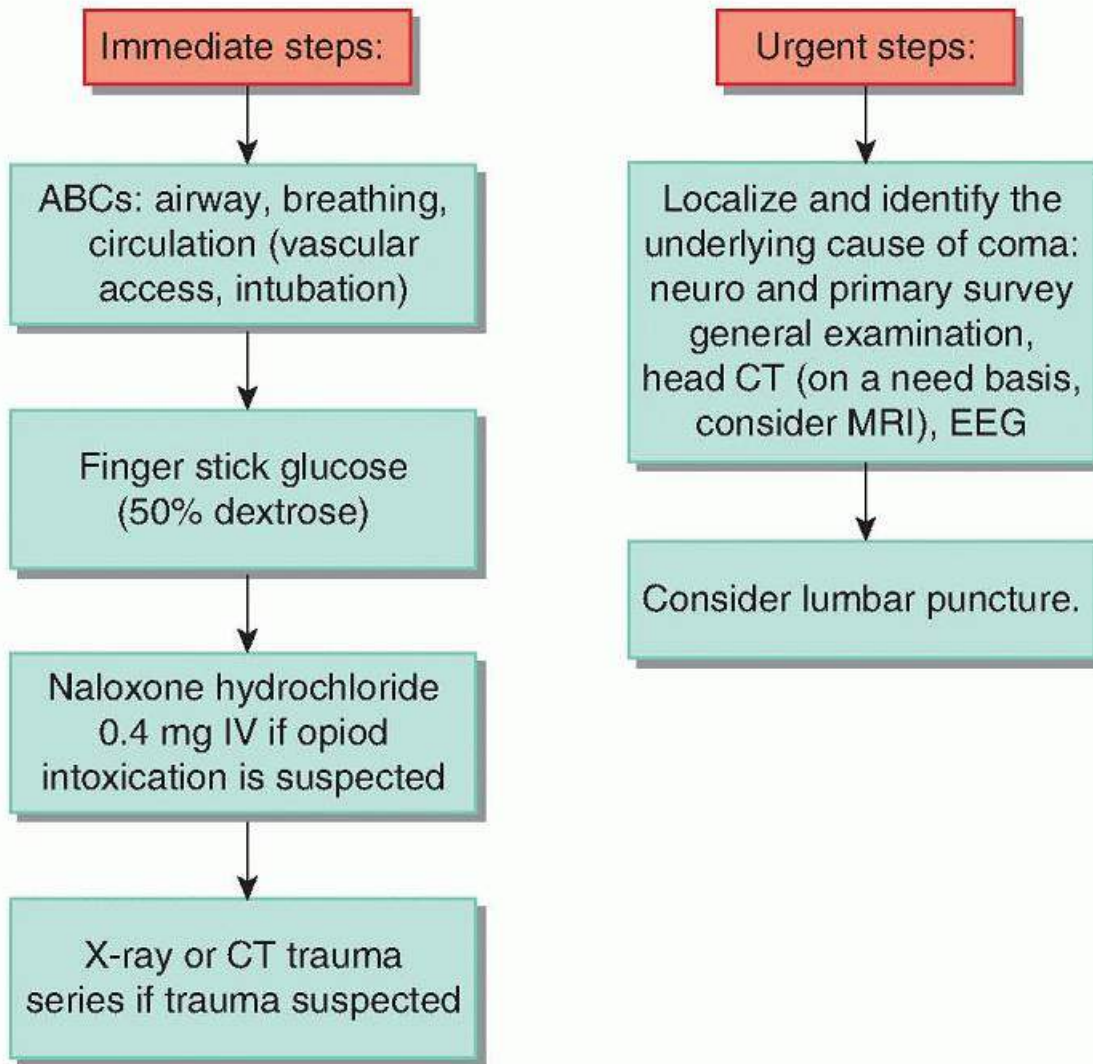 Immediate steps:
ABCs: airway, breathing,
circulation (vascular
access, intubation)
Finger stick glucose
(50% dextrose)
Naloxone hydrochloride
0.4 mg IV if opiod
intoxication is suspected
X-ray or CT trauma
series if trauma suspected
Urgent steps:
Localize and identify the
underlying cause of coma:
neuro and primary survey
general examination,
head CT (on a need basis,
consider MRI), EEG
Consider lumbar puncture.